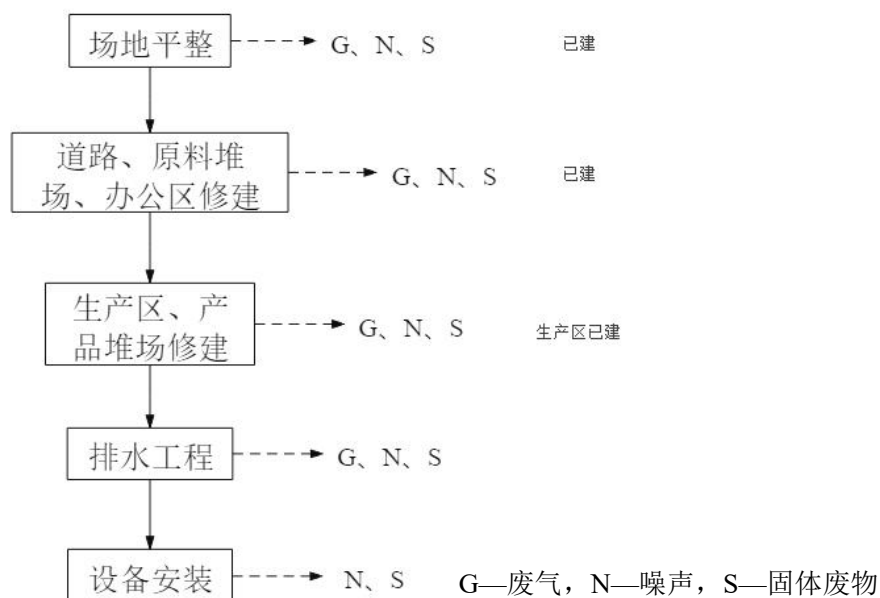 场地平整 G、N、S 已建
道路、原料堆
场、办公区修建 G、N、S 已建
生产区、产
品堆场修建 G、N、S 生产区已建
排水工程 G、N、S
设备安装 N、S G—废气，N—噪声，S—固体废物